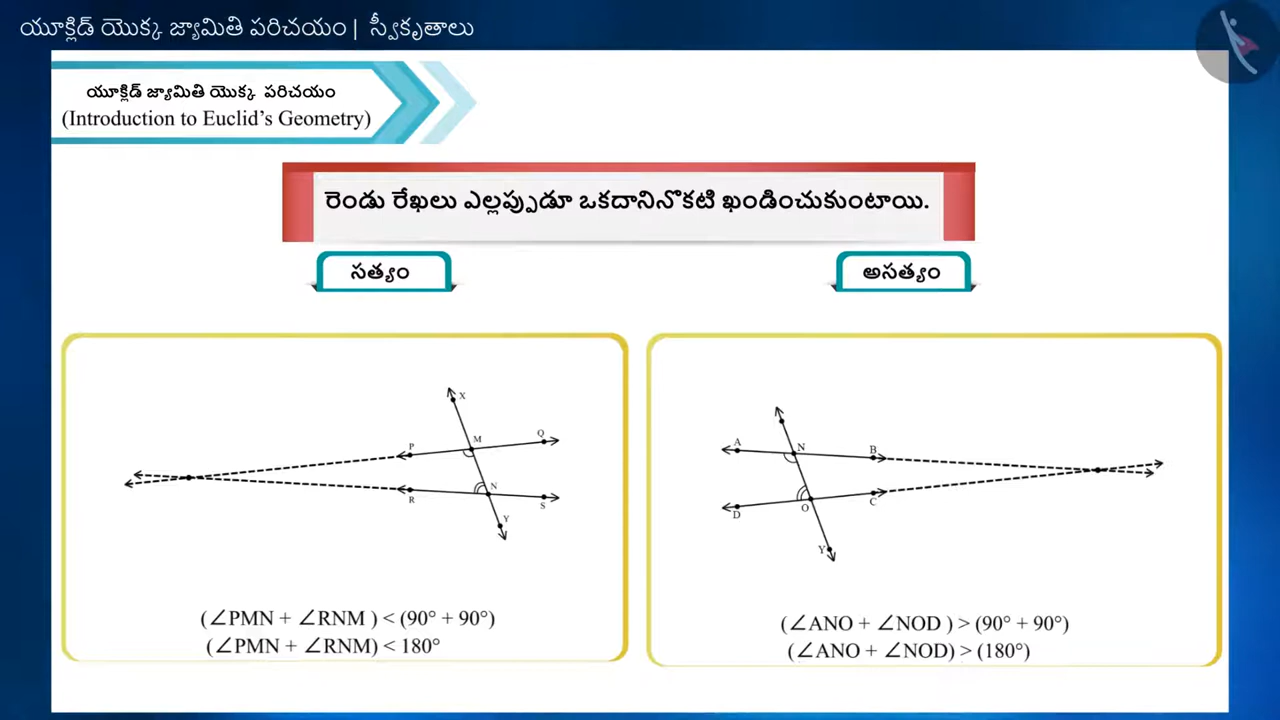 యూక్లిడ్ యొక్క జ్యామితి పరిచయం | స్వీకృతాలు
యూక్లిడ్ జ్యామితి యొక్క పరిచయం
(Introduction to Euclid's Geometry)
రెండు రేఖలు ఎల్లప్పుడూ ఒకదానినొకటి ఖండించుకుంటాయి.
సత్యం
అసత్యం
X
P
M
Q
R
N
S
Y
(∠PMN + ∠RNM ) < (90° + 90°)
(∠PMN + ∠RNM) < 180°
A
N
B
D
O
C
Y
(∠ANO + ∠NOD ) > (90° + 90°)
(∠ANO + ∠NOD) > (180°)